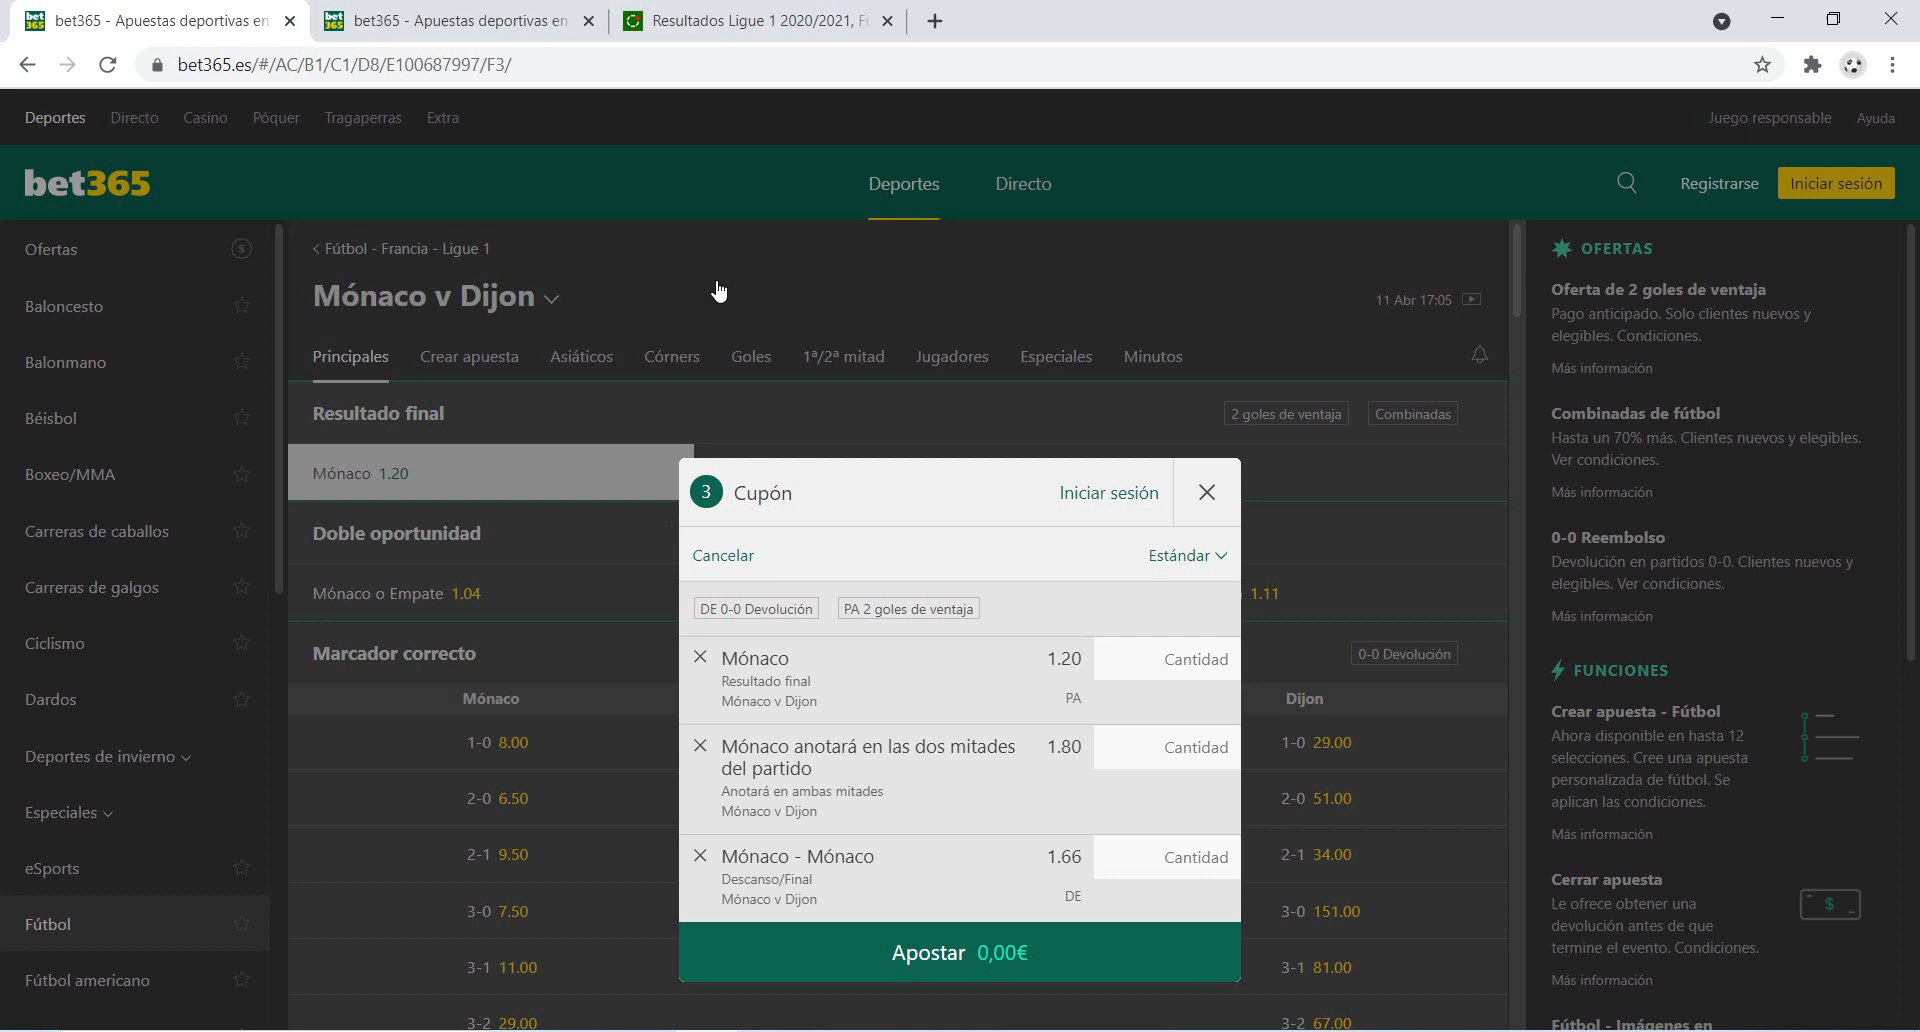 bet365 - Apuestas deportivas en
bet365 - Apuestas deportivas en
Resultados Ligue 1 2020/2021, F
bet365.es/#/AC/B1/C1/D8/E100687997/F3/
Deportes Directo Casino Póquer Tragaperras Extra
Juego responsable Ayuda
bet365
Deportes Directo
Registrarse Iniciar sesión
Ofertas
Baloncesto
Balonmano
Béisbol
Boxeo/MMA
Carreras de caballos
Carreras de galgos
Ciclismo
Dardos
Deportes de invierno
Especiales
eSports
Fútbol
Fútbol americano
< Fútbol - Francia - Ligue 1
Mónaco v Dijon
11 Abr 17:05
Principales Crear apuesta Asiáticos Córners Goles 1ª/2ª mitad Jugadores Especiales Minutos
Resultado final
2 goles de ventaja Combinadas
Mónaco 1.20
Doble oportunidad
Mónaco o Empate 1.04
1.11
Marcador correcto
0-0 Devolución
Mónaco
Dijon
1-0 8.00
1-0 29.00
2-0 6.50
2-0 51.00
2-1 9.50
2-1 34.00
3-0 7.50
3-0 151.00
3-1 11.00
3-1 81.00
3-2 29.00
3-2 67.00
3 Cupón Iniciar sesión
Cancelar Estándar
DE 0-0 Devolución PA 2 goles de ventaja
Mónaco 1.20 Cantidad
Resultado final
Mónaco v Dijon PA
Mónaco anotará en las dos mitades 1.80 Cantidad
del partido
Anotará en ambas mitades
Mónaco v Dijon
Mónaco - Mónaco 1.66 Cantidad
Descanso/Final
Mónaco v Dijon DE
Apostar 0,00€
OFERTAS
Oferta de 2 goles de ventaja
Pago anticipado. Solo clientes nuevos y
elegibles. Condiciones.
Más información
Combinadas de fútbol
Hasta un 70% más. Clientes nuevos y elegibles.
Ver condiciones.
Más información
0-0 Reembolso
Devolución en partidos 0-0. Clientes nuevos y
elegibles. Ver condiciones.
Más información
FUNCIONES
Crear apuesta - Fútbol
Ahora disponible en hasta 12
selecciones. Cree una apuesta
personalizada de fútbol. Se
aplican las condiciones.
Más información
Cerrar apuesta
Le ofrece obtener una
devolución antes de que
termine el evento. Condiciones.
Más información
Fútbol - Imágenes en